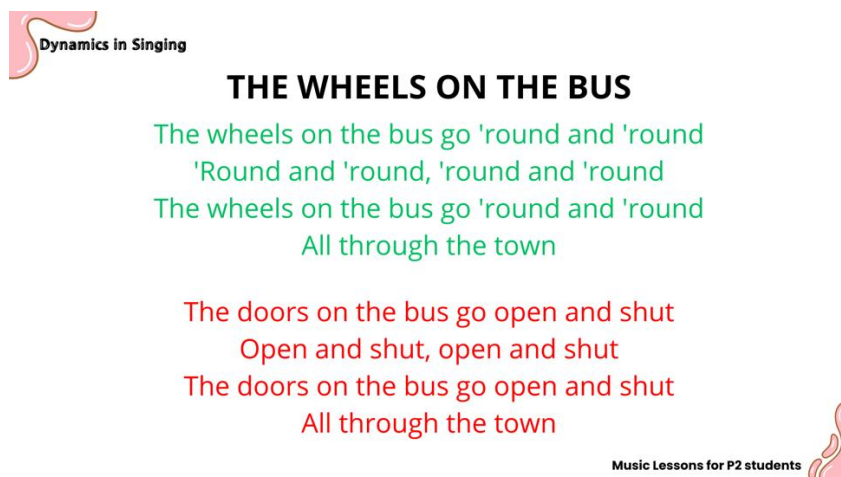 Dynamics in Singing
THE WHEELS ON THE BUS
The wheels on the bus go 'round and 'round
'Round and 'round, 'round and 'round
The wheels on the bus go 'round and 'round
All through the town
The doors on the bus go open and shut
Open and shut, open and shut
The doors on the bus go open and shut
All through the town
Music Lessons for P2 students